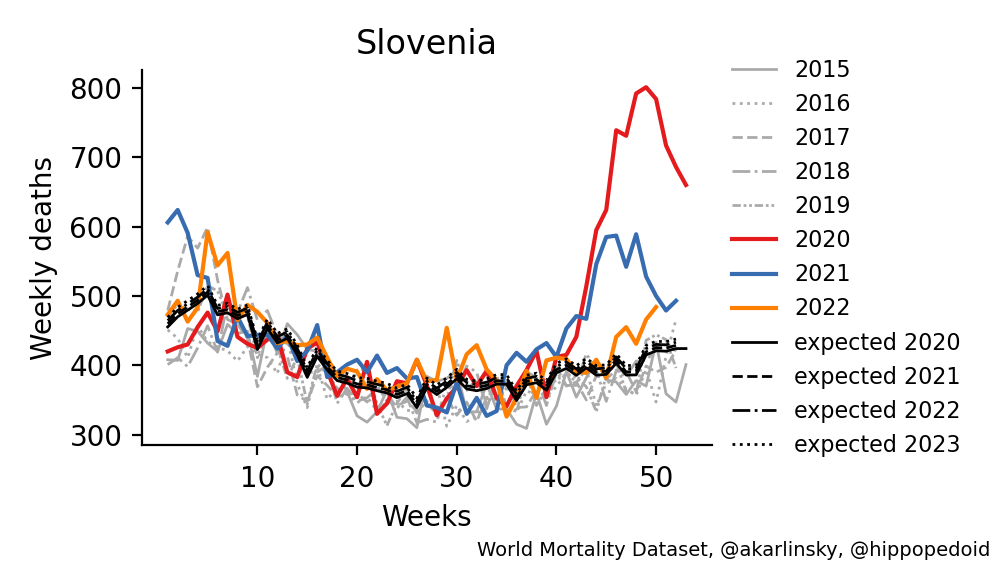 Slovenia
800
700
600
500
400
300
Weekly deaths
10 20 30 40 50
Weeks
2015
2016
2017
2018
2019
2020
2021
2022
expected 2020
expected 2021
expected 2022
expected 2023
World Mortality Dataset, @akarlinsky, @hippopedoid